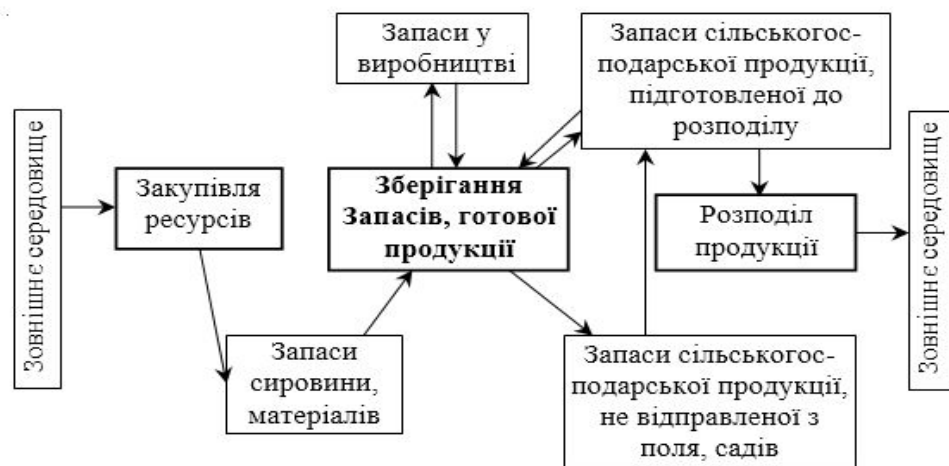 Зовнішнє середовище
Закупівля
ресурсів
Запаси
сировини,
матеріалів
Запаси у
виробництві
Зберігання
Запасів, готової
продукції
Запаси сільськогос-
подарської продукції,
підготовленої до
розподілу
Запаси сільськогос-
подарської продукції,
не відправленої з
поля, садів
Розподіл
продукції
Зовнішнє середовище